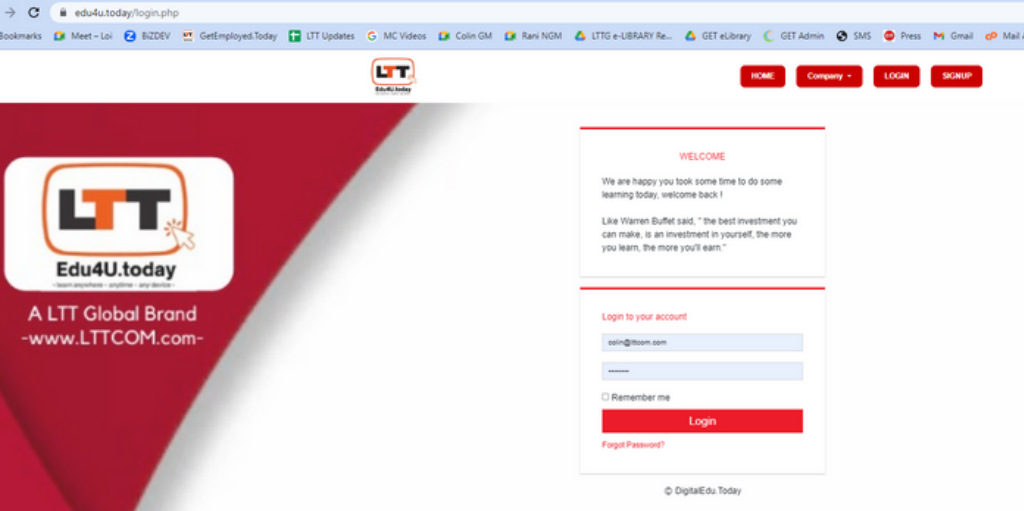 edu4u.today/login.php
Bookmarks Meet – Loi BiZDEV GetEmployed.Today LTT Updates MC Videos Colin GM Rani NGM LTTG e-LIBRARY Re... GET eLibrary GET Admin SMS Press Gmail Mail
LTT
Edu4U.today
HOME Company LOGIN SIGNUP
LTT
Edu4U.today
- learn anywhere - anytime - any device -
A LTT Global Brand
-www.LTTCOM.com-
WELCOME
We are happy you took some time to do some
learning today, welcome back !
Like Warren Buffet said, " the best investment you
can make, is an investment in yourself, the more
you learn, the more you'll earn."
Login to your account
colin@lttcom.com
Remember me
Login
Forgot Password?
© DigitalEdu.Today